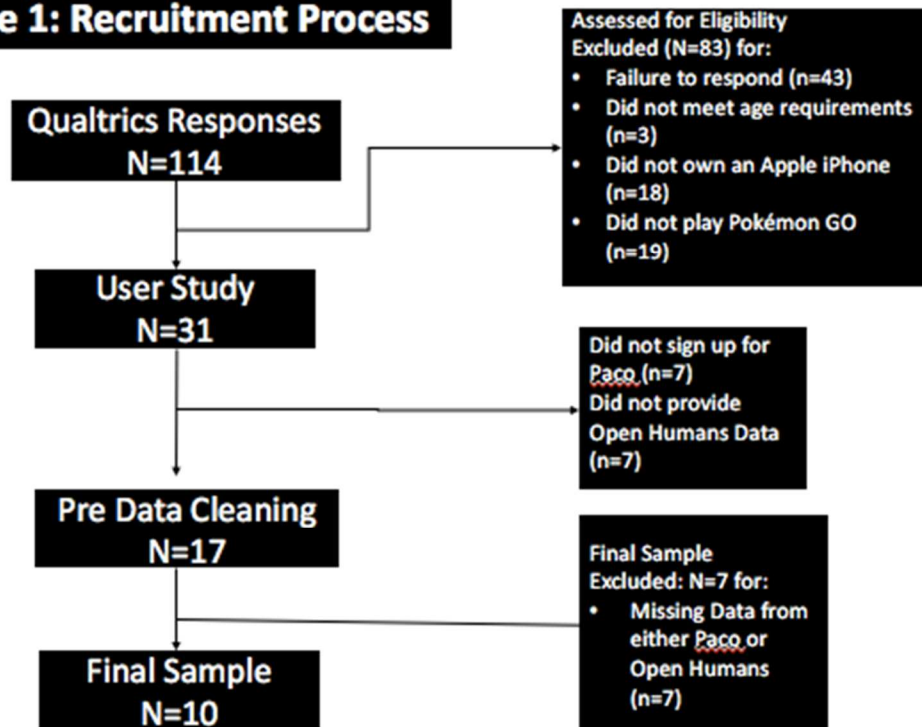 e 1: Recruitment Process
Qualtrics Responses
N=114
Assessed for Eligibility
Excluded (N=83) for:
• Failure to respond (n=43)
• Did not meet age requirements
(n=3)
• Did not own an Apple iPhone
(n=18)
• Did not play Pokémon GO
(n=19)
User Study
N=31
Did not sign up for
Paco (n=7)
Did not provide
Open Humans Data
(n=7)
Pre Data Cleaning
N=17
Final Sample
Excluded: N=7 for:
• Missing Data from
either Paco or
Open Humans
(n=7)
Final Sample
N=10